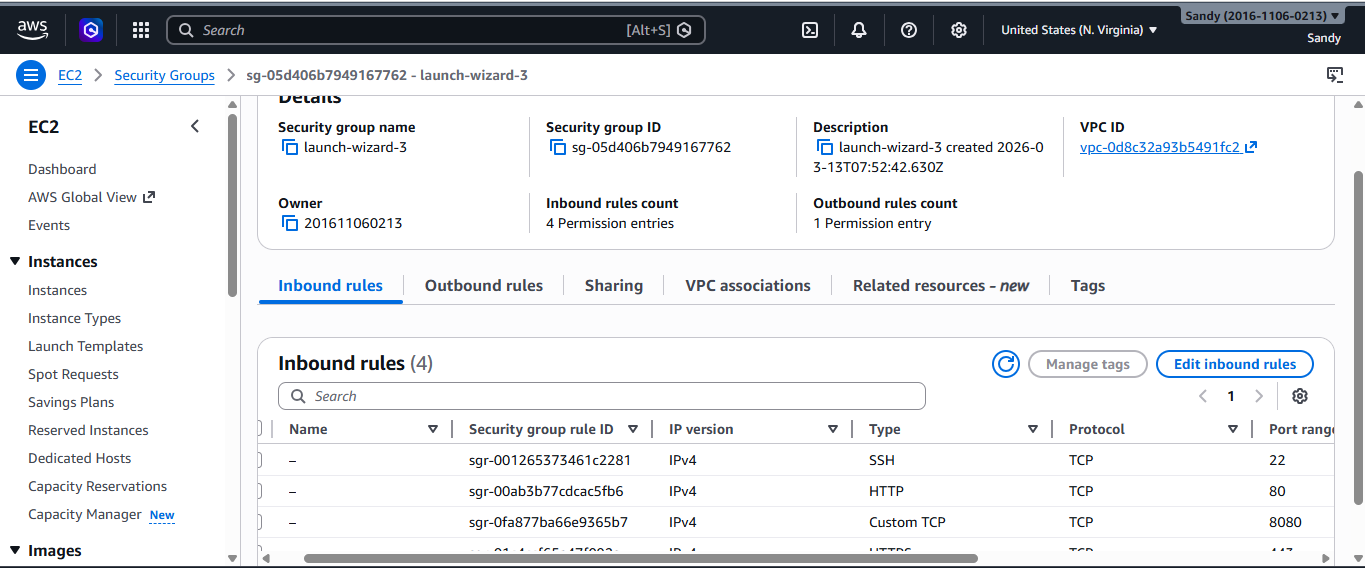 aws
Search [Alt+S]
United States (N. Virginia)
Sandy (2016-1106-0213)
Sandy
EC2 Security Groups sg-05d406b7949167762 - launch-wizard-3
EC2
Dashboard
AWS Global View
Events
Instances
Instances
Instance Types
Launch Templates
Spot Requests
Savings Plans
Reserved Instances
Dedicated Hosts
Capacity Reservations
Capacity Manager New
Images
Details
Security group name
launch-wizard-3
Security group ID
sg-05d406b7949167762
Description
launch-wizard-3 created 2026-0
3-13T07:52:42.630Z
VPC ID
vpc-0d8c32a93b5491fc2
Owner
201611060213
Inbound rules count
4 Permission entries
Outbound rules count
1 Permission entry
Inbound rules Outbound rules Sharing VPC associations Related resources - new Tags
Inbound rules (4)
Manage tags Edit inbound rules
Search
1
Name Security group rule ID IP version Type Protocol Port range
– sgr-001265373461c2281 IPv4 SSH TCP 22
– sgr-00ab3b77cdcac5fb6 IPv4 HTTP TCP 80
– sgr-0fa877ba66e9365b7 IPv4 Custom TCP TCP 8080
IPv4 HTTPS TCP 443